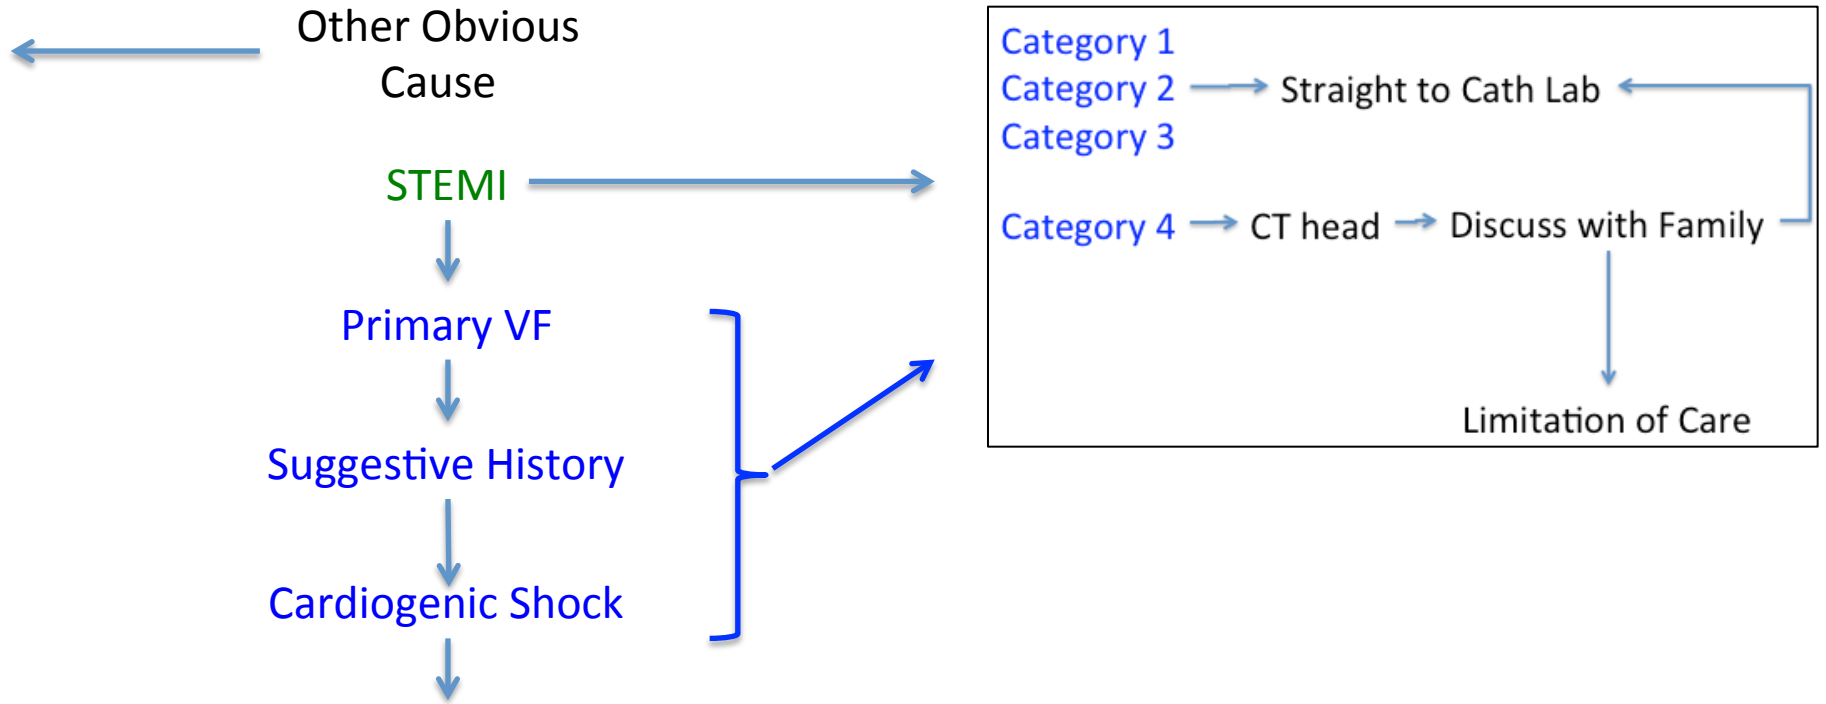 Other Obvious
Cause
STEMI
Primary VF
Suggestive History
Cardiogenic Shock
Category 1
Category 2
Straight to Cath Lab
Category 3
Category 4
CT head
Discuss with Family
Limitation of Care